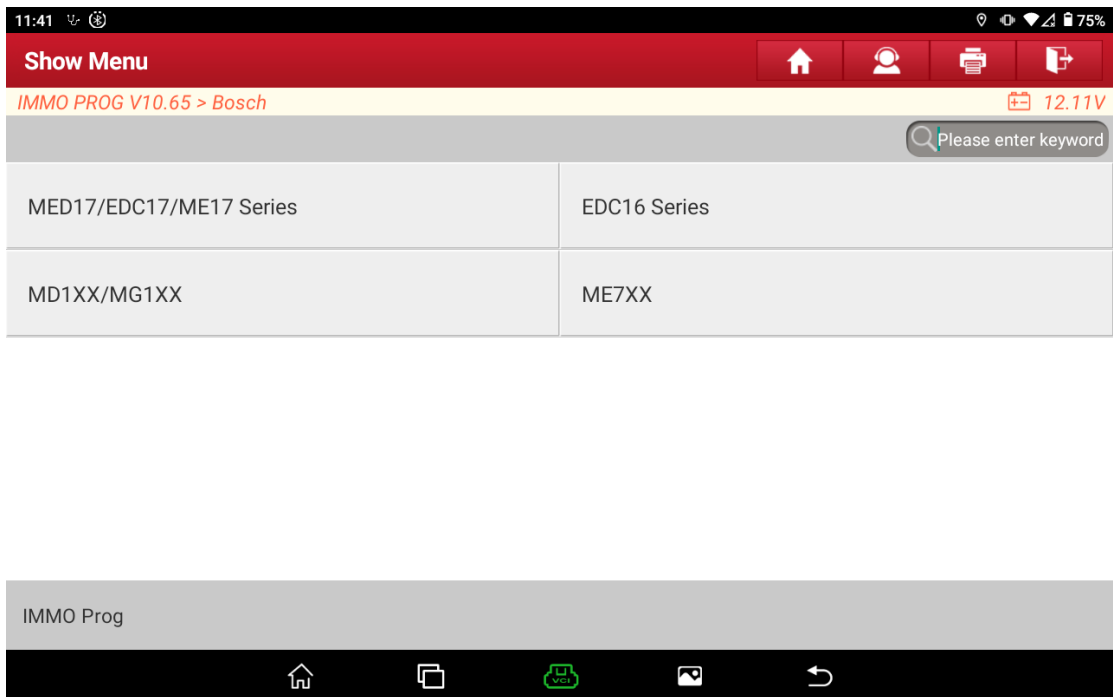 11:41 75%
Show Menu
IMMO PROG V10.65 > Bosch 12.11V
Please enter keyword
MED17/EDC17/ME17 Series EDC16 Series
MD1XX/MG1XX ME7XX
IMMO Prog
VCI